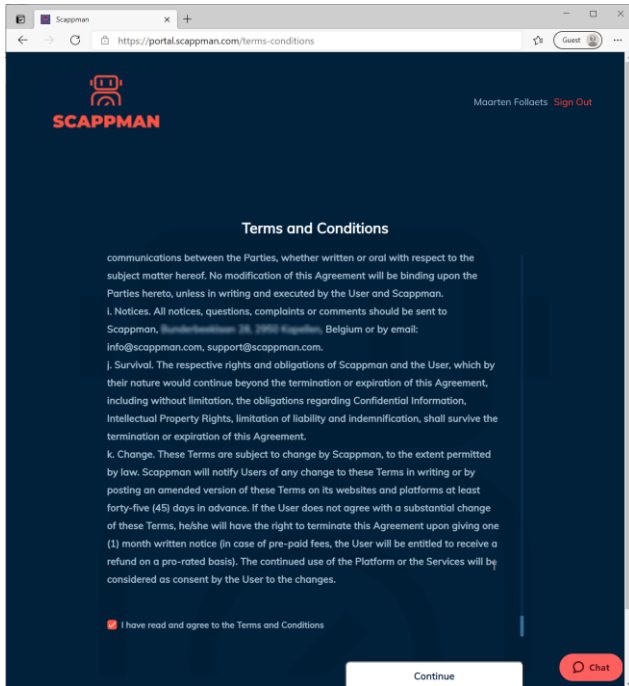 Scappman
https://portal.scappman.com/terms-conditions
Guest
SCAPPMAN
Maarten Follaets Sign Out
Terms and Conditions
communications between the Parties, whether written or oral with respect to the
subject matter hereof. No modification of this Agreement will be binding upon the
Parties hereto, unless in writing and executed by the User and Scappman.
i. Notices. All notices, questions, complaints or comments should be sent to
Scappman, Belgium or by email:
info@scappman.com, support@scappman.com.
j. Survival. The respective rights and obligations of Scappman and the User, which by
their nature would continue beyond the termination or expiration of this Agreement,
including without limitation, the obligations regarding Confidential Information,
Intellectual Property Rights, limitation of liability and indemnification, shall survive the
termination or expiration of this Agreement.
k. Change. These Terms are subject to change by Scappman, to the extent permitted
by law. Scappman will notify Users of any change to these Terms in writing or by
posting an amended version of these Terms on its websites and platforms at least
forty-five (45) days in advance. If the User does not agree with a substantial change
of these Terms, he/she will have the right to terminate this Agreement upon giving one
(1) month written notice (in case of pre-paid fees, the User will be entitled to receive a
refund on a pro-rated basis). The continued use of the Platform or the Services will be
considered as consent by the User to the changes.
I have read and agree to the Terms and Conditions
Continue
Chat